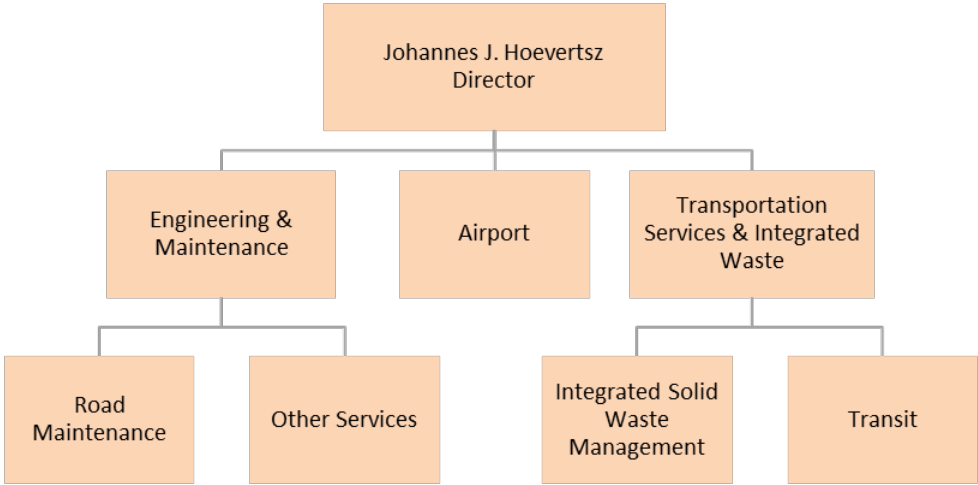 Johannes J. Hoevertsz
Director
Engineering &
Maintenance
Airport
Transportation
Services & Integrated
Waste
Road
Maintenance
Other Services
Integrated Solid
Waste
Management
Transit